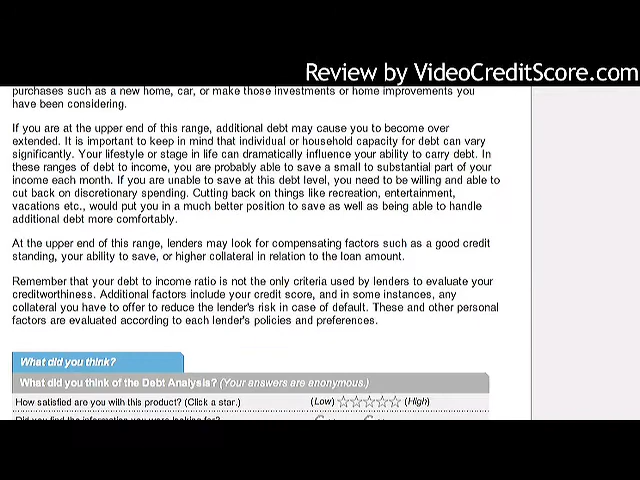 Review by VideoCreditScore.com
purchases such as a new home, car, or make those investments or home improvements you
have been considering.
If you are at the upper end of this range, additional debt may cause you to become over
extended. It is important to keep in mind that individual or household capacity for debt can vary
significantly. Your lifestyle or stage in life can dramatically influence your ability to carry debt. In
these ranges of debt to income, you are probably able to save a small to substantial part of your
income each month. If you are unable to save at this debt level, you need to be willing and able to
cut back on discretionary spending. Cutting back on things like recreation, entertainment,
vacations etc., would put you in a much better position to save as well as being able to handle
additional debt more comfortably.
At the upper end of this range, lenders may look for compensating factors such as a good credit
standing, your ability to save, or higher collateral in relation to the loan amount.
Remember that your debt to income ratio is not the only criteria used by lenders to evaluate your
creditworthiness. Additional factors include your credit score, and in some instances, any
collateral you have to offer to reduce the lender's risk in case of default. These and other personal
factors are evaluated according to each lender's policies and preferences.
What did you think?
What did you think of the Debt Analysis? (Your answers are anonymous.)
How satisfied are you with this product? (Click a star.) (Low) ☆☆☆☆☆ (High)
Did you find the information you were looking for?